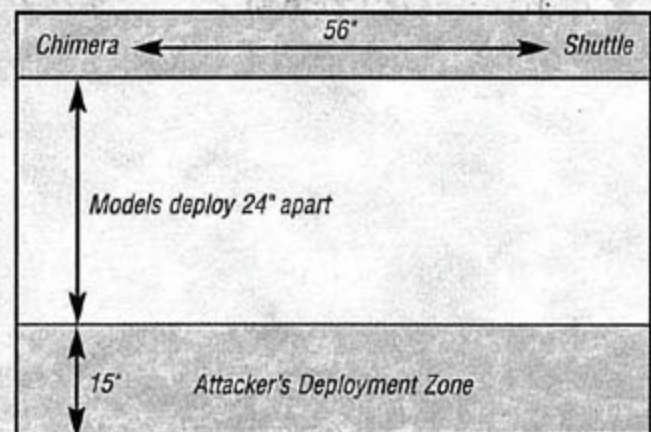 Chimera 56" Shuttle
Models deploy 24" apart
15" Attacker's Deployment Zone